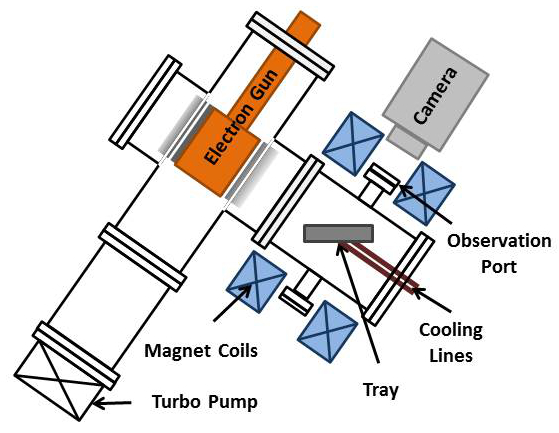 Electron Gun
Camera
Observation
Port
Magnet Coils
Cooling
Lines
Tray
Turbo Pump